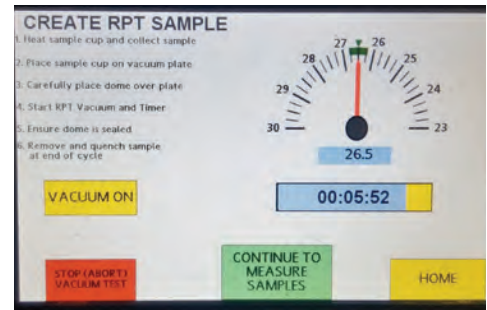 CREATE RPT SAMPLE
1. Heat sample cup and collect sample
2. Place sample cup on vacuum plate
3. Carefully place dome over plate
4. Start RPT Vacuum and Timer
5. Ensure dome is sealed
6. Remove and quench sample
at end of cycle
27 26
28 25
29 24
30 23
26.5
VACUUM ON
00:05:52
STOP (ABORT)
VACUUM TEST
CONTINUE TO
MEASURE
SAMPLES
HOME